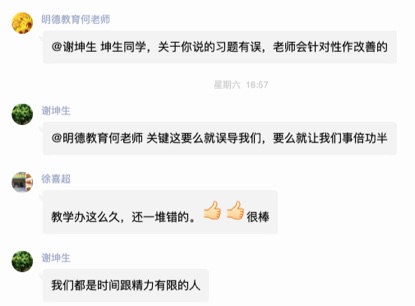 明德教育何老师
@谢坤生 坤生同学，关于你说的习题有误，老师会针对性作改善的
星期六 16:57
谢坤生
@明德教育何老师 关键这要么就误导我们，要么就让我们事倍功半
徐喜超
教学办这么久，还一堆错的。👍👍很棒
谢坤生
我们都是时间跟精力有限的人